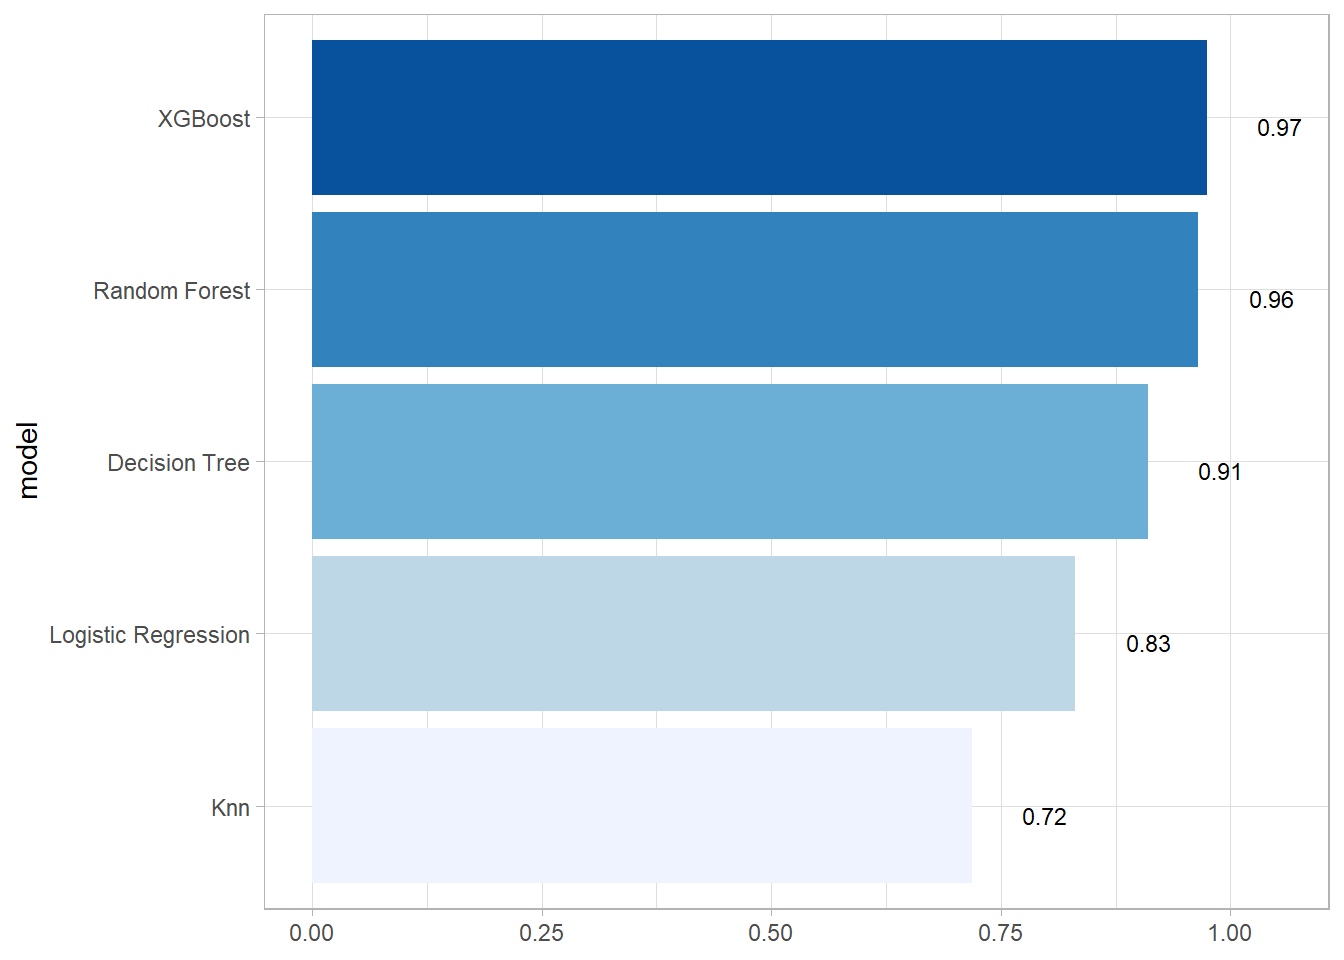 model
XGBoost
0.97
Random Forest
0.96
Decision Tree
0.91
Logistic Regression
0.83
Knn
0.72
0.00 0.25 0.50 0.75 1.00